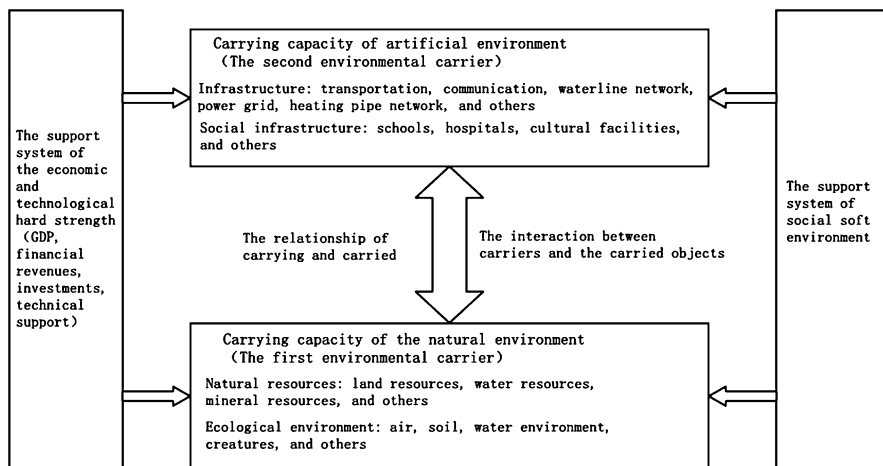 The support
system of
the economic
and
technological
hard strength
(GDP,
financial
revenues,
investments,
technical
support)
Carrying capacity of artificial environment
(The second environmental carrier)
Infrastructure: transportation, communication, waterline network,
power grid, heating pipe network, and others
Social infrastructure: schools, hospitals, cultural facilities,
and others
The relationship of
carrying and carried
The interaction between
carriers and the carried objects
Carrying capacity of the natural environment
(The first environmental carrier)
Natural resources: land resources, water resources,
mineral resources, and others
Ecological environment: air, soil, water environment,
creatures, and others
The support
system of
social soft
environment